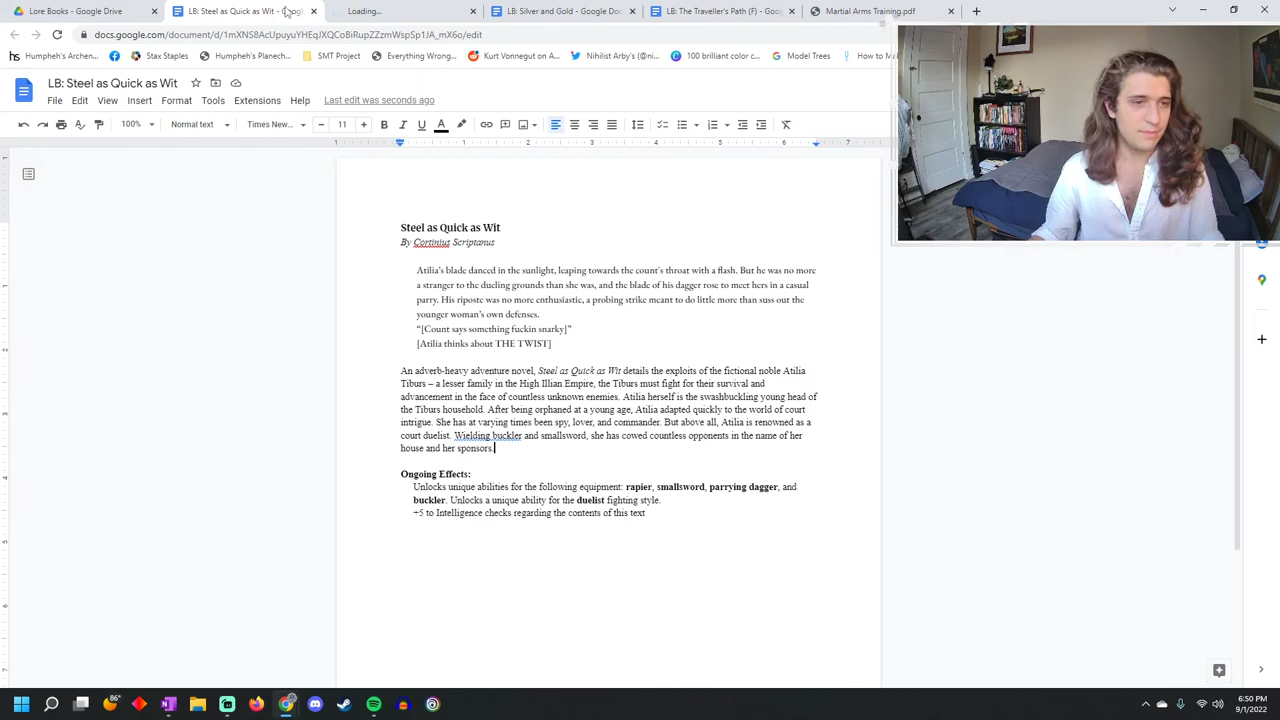 Lore Books - Google Drive
LB: Steel as Quick as Wit - Googl
Loading...
LB: Silver and Gold - Google Doc
LB: The Traveller's Path (F) - Goog
Martial Arms Training.pdf
docs.google.com/document/d/1mXNS8AcUpuyutYEqJXQCoBiRupZZzmWspSp1JA_mX6o/edit
Humpheh's Archen...
Stax Staples
Humpheh's Planech...
SMT Project
Everything Wrong...
Kurt Vonnegut on A...
Nihilist Arby's (@ni...
100 brilliant color c...
Model Trees
How to Ma
LB: Steel as Quick as Wit
File Edit View Insert Format Tools Extensions Help Last edit was seconds ago
100% Normal text Times New... 11 B I U A
1 1 2 3 4 5 6 7
Steel as Quick as Wit
By Cortinius Scriptanus
Atilia's blade danced in the sunlight, leaping towards the count's throat with a flash. But he was no more
a stranger to the dueling grounds than she was, and the blade of his dagger rose to meet hers in a casual
parry. His riposte was no more enthusiastic, a probing strike meant to do little more than suss out the
younger woman's own defenses.
"[Count says something fuckin snarky]"
[Atilia thinks about THE TWIST]
An adverb-heavy adventure novel, Steel as Quick as Wit details the exploits of the fictional noble Atilia
Tiburs – a lesser family in the High Illian Empire, the Tiburs must fight for their survival and
advancement in the face of countless unknown enemies. Atilia herself is the swashbuckling young head of
the Tiburs household. After being orphaned at a young age, Atilia adapted quickly to the world of court
intrigue. She has at varying times been spy, lover, and commander. But above all, Atilia is renowned as a
court duelist. Wielding buckler and smallsword, she has cowed countless opponents in the name of her
house and her sponsors.
Ongoing Effects:
Unlocks unique abilities for the following equipment: rapier, smallsword, parrying dagger, and
buckler. Unlocks a unique ability for the duelist fighting style.
+5 to Intelligence checks regarding the contents of this text
86°
6:50 PM
9/1/2022